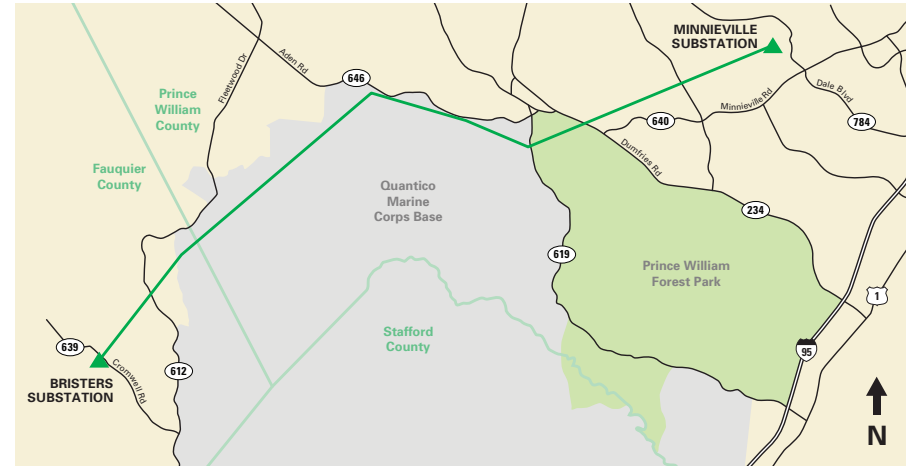 MINNIEVILLE
SUBSTATION
Aden Rd
Fleetwood Dr
646
Prince
William
County
Dale Blvd
Minnieville Rd
640
784
Dumfries Rd
Fauquier
County
Quantico
Marine
Corps Base
234
619
Prince William
Forest Park
1
Stafford
County
639
Cromwell Rd
612
95
BRISTERS
SUBSTATION
N